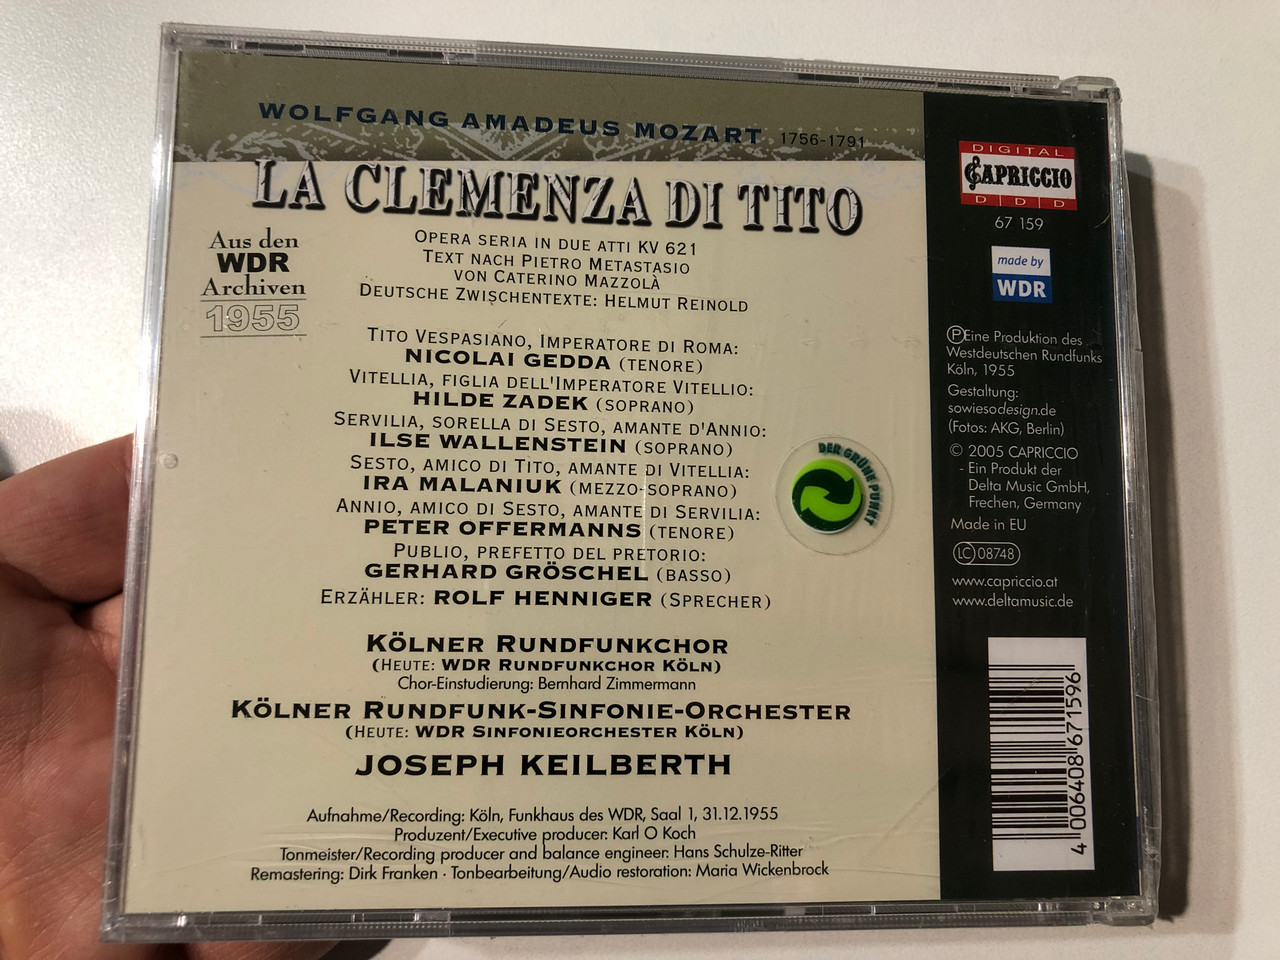 WOLFGANG AMADEUS MOZART 1756-1791
LA CLEMENZA DI TITO
Aus den
WDR
Archiven
1955
OPERA SERIA IN DUE ATTI KV 621
TEXT NACH PIETRO METASTASIO
VON CATERINO MAZZOLÀ
DEUTSCHE ZWISCHENTEXTE: HELMUT REINOLD
TITO VESPASIANO, IMPERATORE DI ROMA:
NICOLAI GEDDA (TENORE)
VITELLIA, FIGLIA DELL'IMPERATORE VITELLIO:
HILDE ZADEK (SOPRANO)
SERVILIA, SORELLA DI SESTO, AMANTE D'ANNIO:
ILSE WALLENSTEIN (SOPRANO)
SESTO, AMICO DI TITO, AMANTE DI VITELLIA:
IRA MALANIUK (MEZZO-SOPRANO)
ANNIO, AMICO DI SESTO, AMANTE DI SERVILIA:
PETER OFFERMANNS (TENORE)
PUBLIO, PREFETTO DEL PRETORIO:
GERHARD GRÖSCHEL (BASSO)
ERZÄHLER: ROLF HENNIGER (SPRECHER)
KÖLNER RUNDFUNKCHOR
(HEUTE: WDR RUNDFUNKCHOR KÖLN)
Chor-Einstudierung: Bernhard Zimmermann
KÖLNER RUNDFUNK-SINFONIE-ORCHESTER
(HEUTE: WDR SINFONIEORCHESTER KÖLN)
JOSEPH KEILBERTH
Aufnahme/Recording: Köln, Funkhaus des WDR, Saal 1, 31.12.1955
Produzent/Executive producer: Karl O Koch
Tonmeister/Recording producer and balance engineer: Hans Schulze-Ritter
Remastering: Dirk Franken · Tonbearbeitung/Audio restoration: Maria Wickenbrock
DER GRÜNE PUNKT
DIGITAL
CAPRICCIO
D|D|D
67 159
made by
WDR
Ⓟ Eine Produktion des
Westdeutschen Rundfunks
Köln, 1955
Gestaltung:
sowiesodesign.de
(Fotos: AKG, Berlin)
© 2005 CAPRICCIO
- Ein Produkt der
Delta Music GmbH,
Frechen, Germany
Made in EU
LC 08748
www.capriccio.at
www.deltamusic.de
4 006408 671596